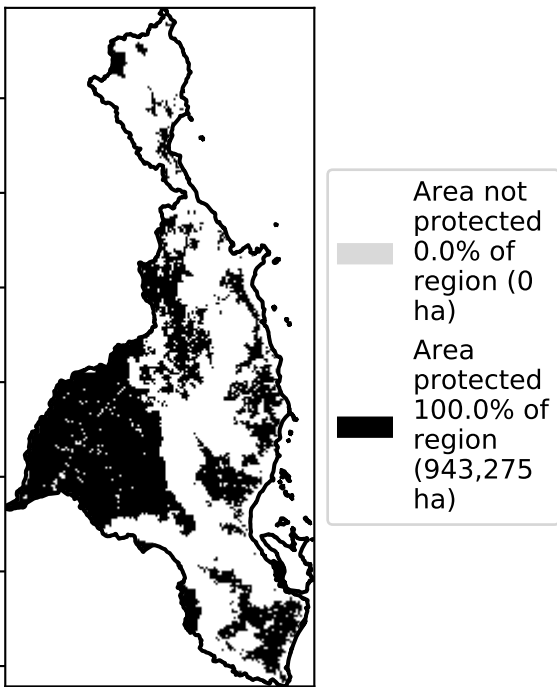 Area not
protected
0.0% of
region (0
ha)
Area
protected
100.0% of
region
(943,275
ha)